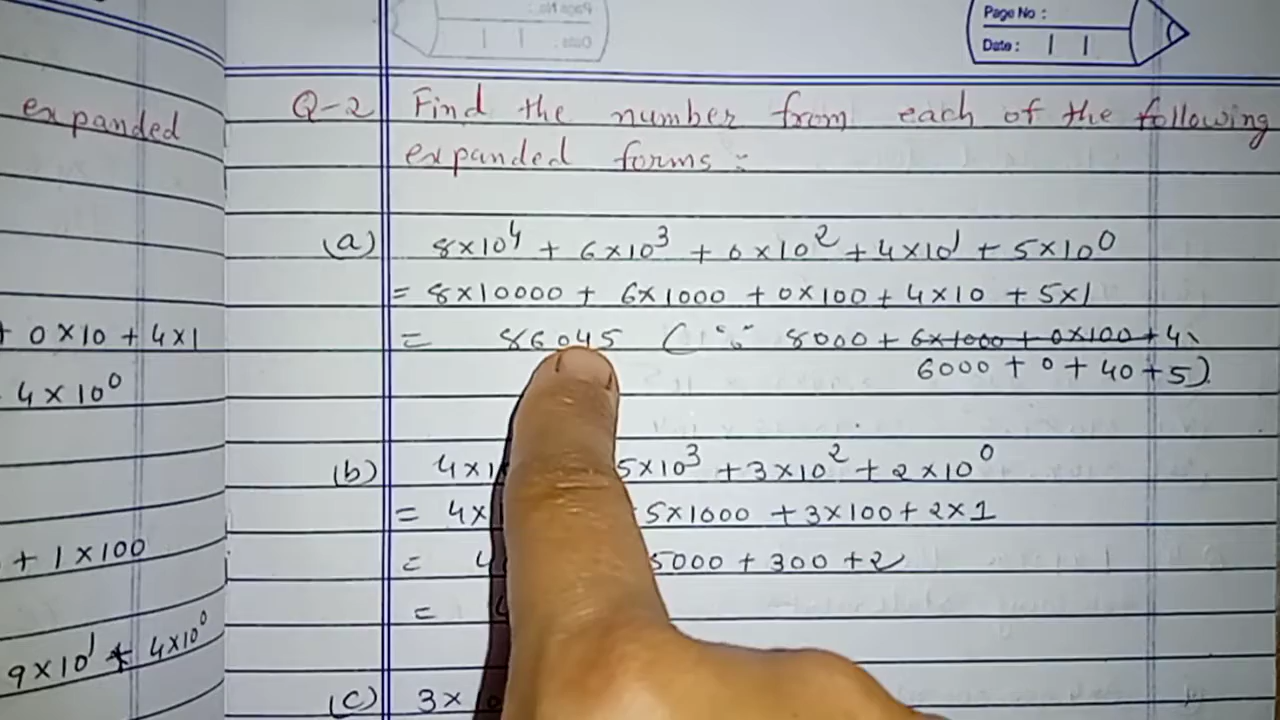 Page No :
Date :
expanded
+ 0×10 + 4×1
4×10⁰
+ 1×100
9×10¹ + 4×10⁰
Q-2 Find the number from each of the following
expanded forms :
(a) 8×10⁴ + 6×10³ + 0×10² + 4×10¹ + 5×10⁰
= 8×10000 + 6×1000 + 0×100 + 4×10 + 5×1
= 86045 (∵ 8000 + 6×1000 + 0×100 + 4×
6000 + 0 + 40 + 5)
(b) 4×1 5×10³ + 3×10² + 2×10⁰
= 4× 5×1000 + 3×100 + 2×1
= 4 5000 + 300 + 2
=
(c) 3×